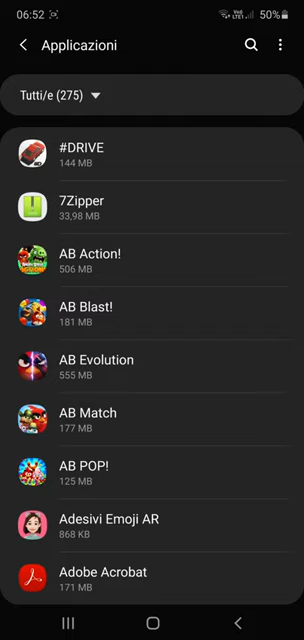 06:52
50%
Applicazioni
Tutti/e (275)
#DRIVE
144 MB
7Zipper
33,98 MB
AB Action!
506 MB
AB Blast!
181 MB
AB Evolution
555 MB
AB Match
177 MB
AB POP!
125 MB
Adesivi Emoji AR
868 KB
Adobe Acrobat
171 MB